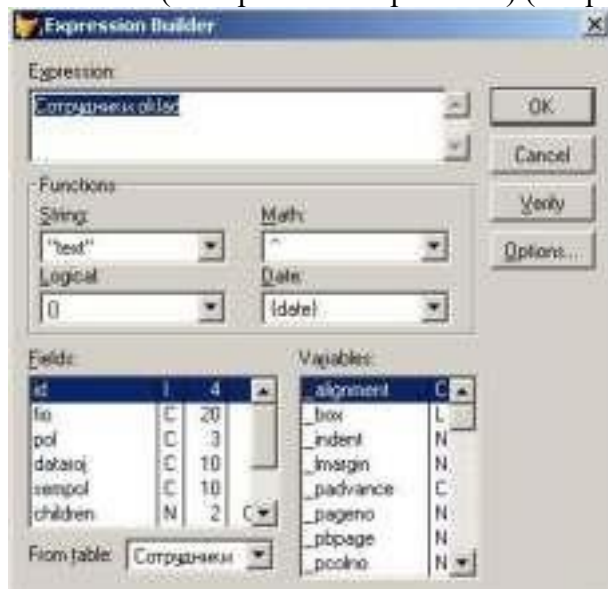 Expression Builder
Expression:
Сотрудники.oklad
OK
Cancel
Verify
Options...
Functions
String:
Math:
"text"
^
Logical:
Date:
()
{date}
Fields:
Variables:
id I 4
fio C 20
pol C 3
dataroj C 10
sempol C 10
children N 2
_alignment C
_box L
_indent N
_lmargin N
_padvance C
_pageno N
_pbpage N
_pcolno N
From table: Сотрудники